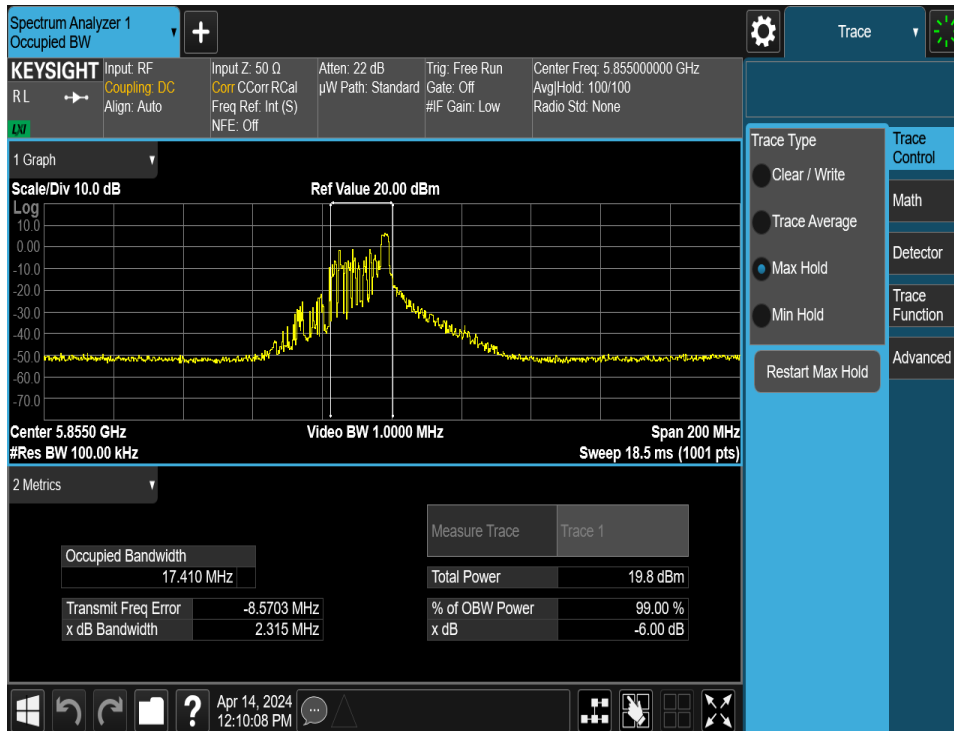 Spectrum Analyzer 1
Occupied BW
+
Trace
KEYSIGHT
RL
LXI
Input: RF
Coupling: DC
Align: Auto
Input Z: 50 Ω
Corr CCorr RCal
Freq Ref: Int (S)
NFE: Off
Atten: 22 dB
µW Path: Standard
Trig: Free Run
Gate: Off
#IF Gain: Low
Center Freq: 5.855000000 GHz
Avg|Hold: 100/100
Radio Std: None
1 Graph
Scale/Div 10.0 dB
Ref Value 20.00 dBm
Log
10.0
0.00
-10.0
-20.0
-30.0
-40.0
-50.0
-60.0
-70.0
Center 5.8550 GHz
Video BW 1.0000 MHz
Span 200 MHz
#Res BW 100.00 kHz
Sweep 18.5 ms (1001 pts)
2 Metrics
Measure Trace Trace 1
Occupied Bandwidth
17.410 MHz
Total Power 19.8 dBm
Transmit Freq Error -8.5703 MHz
% of OBW Power 99.00 %
x dB Bandwidth 2.315 MHz
x dB -6.00 dB
Trace Type
Clear / Write
Trace Average
Max Hold
Min Hold
Restart Max Hold
Trace
Control
Math
Detector
Trace
Function
Advanced
?
Apr 14, 2024
12:10:08 PM